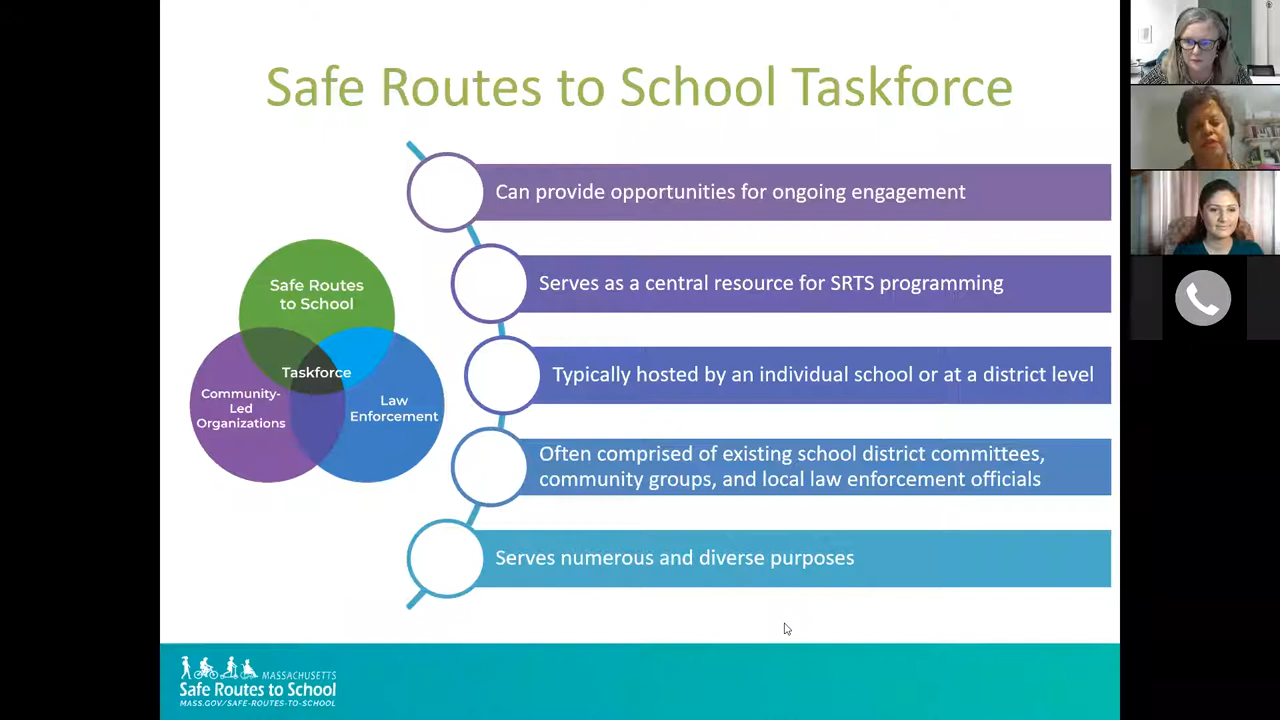 Safe Routes to School Taskforce
Can provide opportunities for ongoing engagement
Serves as a central resource for SRTS programming
Typically hosted by an individual school or at a district level
Often comprised of existing school district committees,
community groups, and local law enforcement officials
Serves numerous and diverse purposes
Safe Routes
to School
Taskforce
Community-
Led
Organizations
Law
Enforcement
MASSACHUSETTS
Safe Routes to School
MASS.GOV/SAFE-ROUTES-TO-SCHOOL